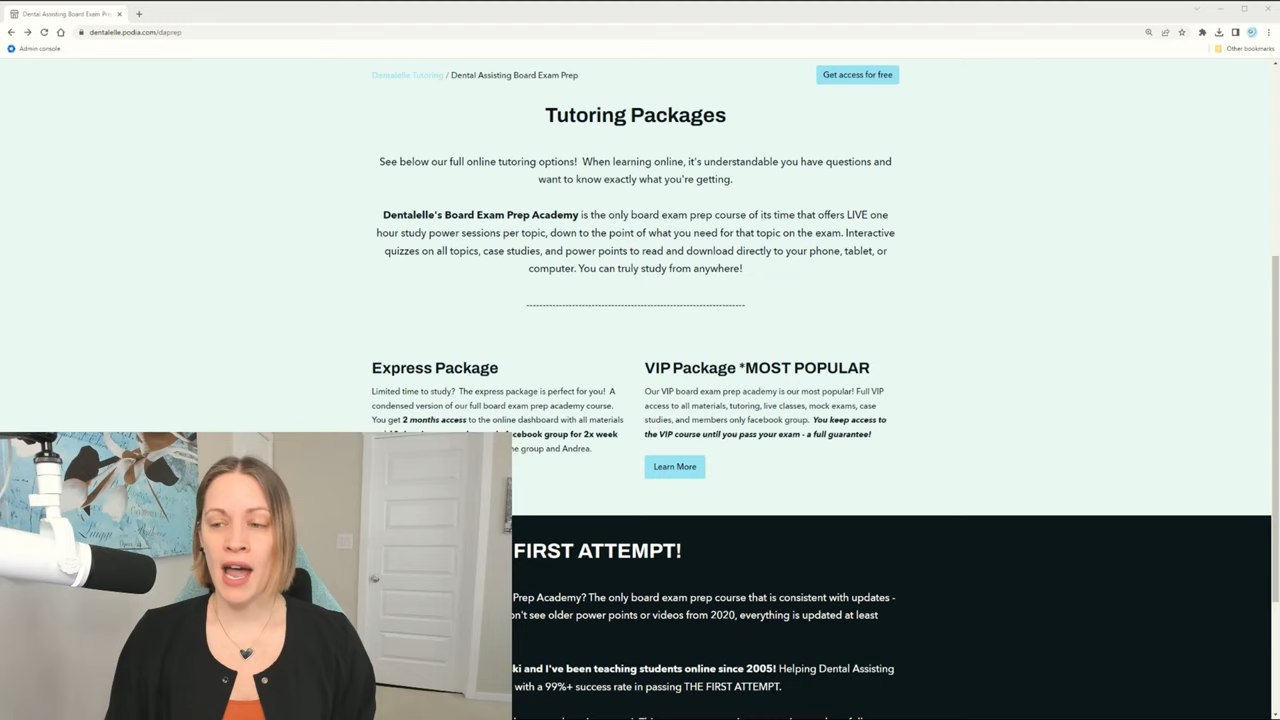 Dental Assisting Board Exam Pre
dentalelle.podia.com/daprep
Admin console
Other bookmarks
Dentalelle Tutoring / Dental Assisting Board Exam Prep
Get access for free
Tutoring Packages
See below our full online tutoring options! When learning online, it's understandable you have questions and
want to know exactly what you're getting.
Dentalelle's Board Exam Prep Academy is the only board exam prep course of its time that offers LIVE one
hour study power sessions per topic, down to the point of what you need for that topic on the exam. Interactive
quizzes on all topics, case studies, and power points to read and download directly to your phone, tablet, or
computer. You can truly study from anywhere!
Express Package
Limited time to study? The express package is perfect for you! A
condensed version of our full board exam prep academy course.
You get 2 months access to the online dashboard with all materials
facebook group for 2x week
group and Andrea.
VIP Package *MOST POPULAR
Our VIP board exam prep academy is our most popular! Full VIP
access to all materials, tutoring, live classes, mock exams, case
studies, and members only facebook group. You keep access to
the VIP course until you pass your exam - a full guarantee!
Learn More
FIRST ATTEMPT!
Prep Academy? The only board exam prep course that is consistent with updates -
n't see older power points or videos from 2020, everything is updated at least
ki and I've been teaching students online since 2005! Helping Dental Assisting
with a 99%+ success rate in passing THE FIRST ATTEMPT.